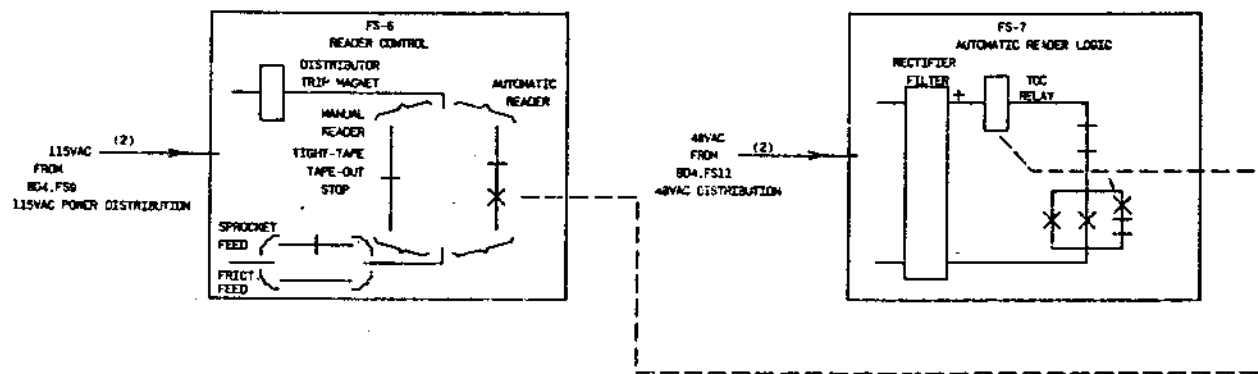 FS-6
READER CONTROL
DISTRIBUTOR
TRIP MAGNET
AUTOMATIC
READER
MANUAL
READER
TIGHT-TAPE
TAPE-OUT
STOP
115VAC
(2)
FROM
BD4.FS9
115VAC POWER DISTRIBUTION
SPROCKET
FEED
FRICT.
FEED
FS-7
AUTOMATIC READER LOGIC
RECTIFIER
FILTER
+
TDC
RELAY
48VAC
(2)
FROM
BD4.FS12
48VAC DISTRIBUTION